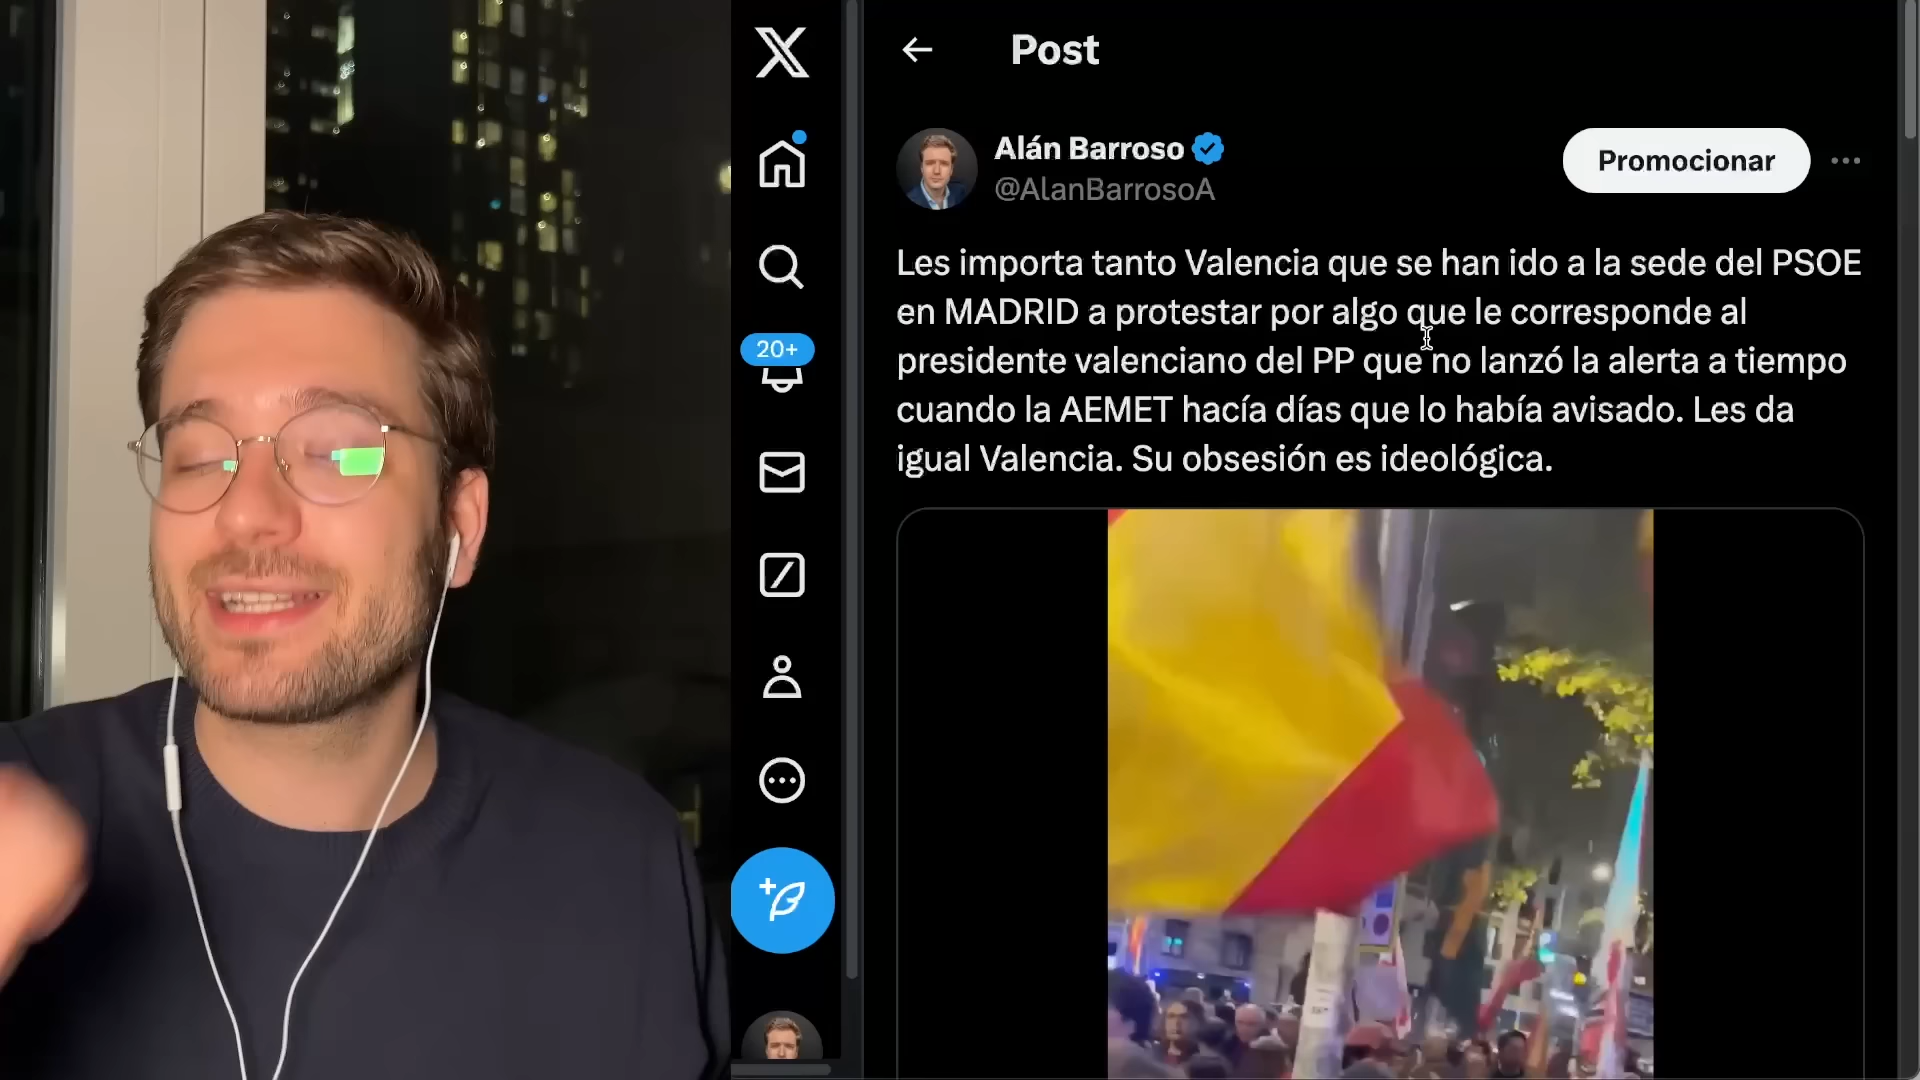 Post
Alán Barroso
@AlanBarrosoA
Promocionar
20+
Les importa tanto Valencia que se han ido a la sede del PSOE
en MADRID a protestar por algo que le corresponde al
presidente valenciano del PP que no lanzó la alerta a tiempo
cuando la AEMET hacía días que lo había avisado. Les da
igual Valencia. Su obsesión es ideológica.